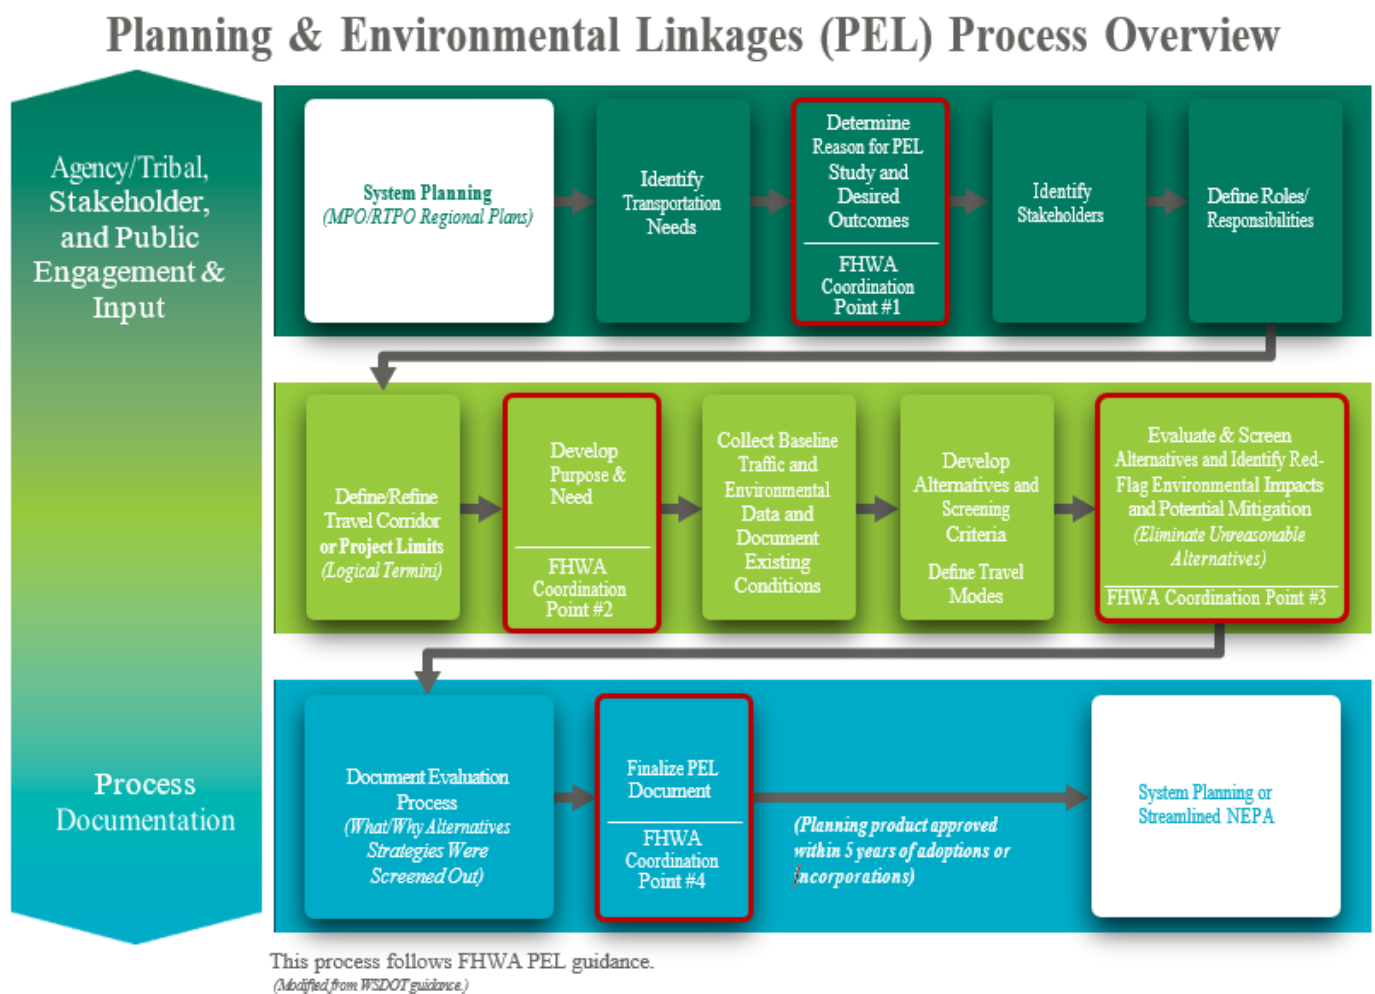 Planning & Environmental Linkages (PEL) Process Overview
Agency/Tribal,
Stakeholder,
and Public
Engagement &
Input
Process
Documentation
System Planning
(MPO/RTPO Regional Plans)
Identify
Transportation
Needs
Determine
Reason for PEL
Study and
Desired
Outcomes
FHWA
Coordination
Point #1
Identify
Stakeholders
Define Roles/
Responsibilities
Define/Refine
Travel Corridor
or Project Limits
(Logical Termini)
Develop
Purpose &
Need
FHWA
Coordination
Point #2
Collect Baseline
Traffic and
Environmental
Data and
Document
Existing
Conditions
Develop
Alternatives and
Screening
Criteria
Define Travel
Modes
Evaluate & Screen
Alternatives and Identify Red-
Flag Environmental Impacts
and Potential Mitigation
(Eliminate Unreasonable
Alternatives)
FHWA Coordination Point #3
Document Evaluation
Process
(What/Why Alternatives
Strategies Were
Screened Out)
Finalize PEL
Document
FHWA
Coordination
Point #4
(Planning product approved
within 5 years of adoptions or
incorporations)
System Planning or
Streamlined NEPA
This process follows FHWA PEL guidance.
(Modified from WSDOT guidance.)